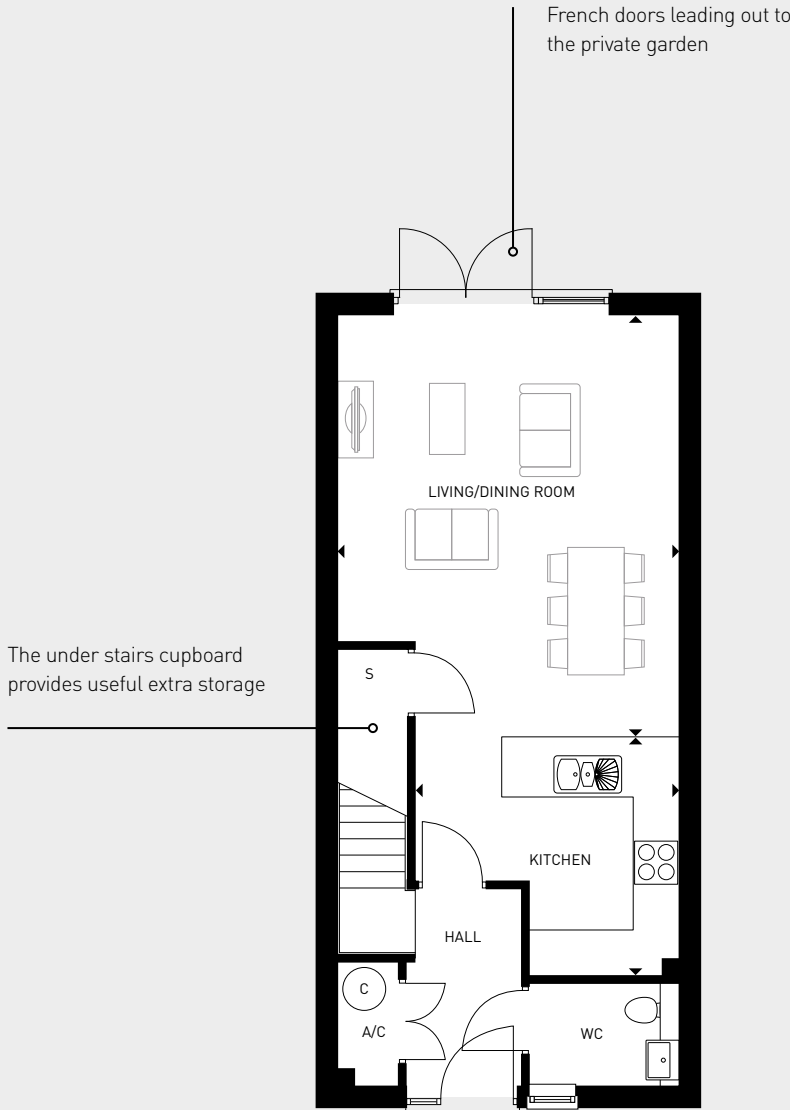 French doors leading out to
the private garden
LIVING/DINING ROOM
The under stairs cupboard
provides useful extra storage
S
KITCHEN
HALL
C
A/C
WC